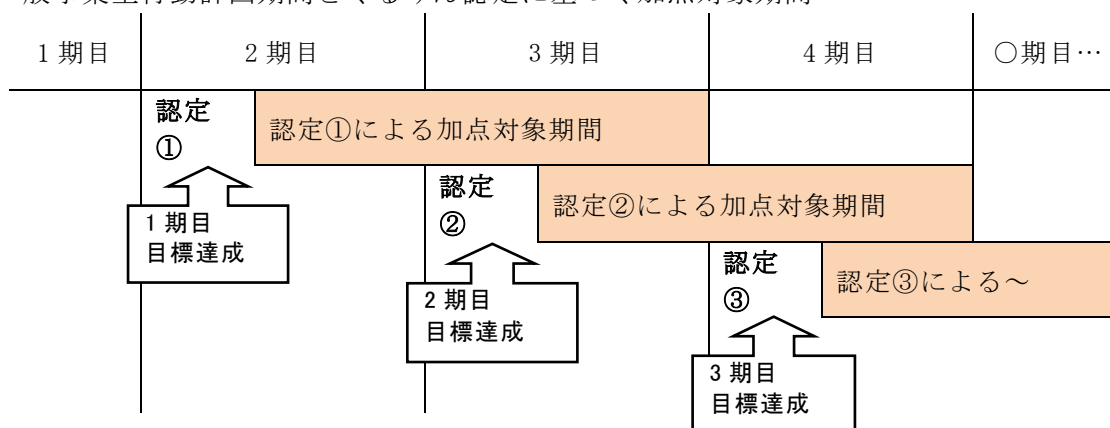 1 期目
2 期目
3 期目
4 期目
○期目…
認定
①
認定①による加点対象期間
1 期目
目標達成
認定
②
認定②による加点対象期間
2 期目
目標達成
認定
③
認定③による～
3 期目
目標達成